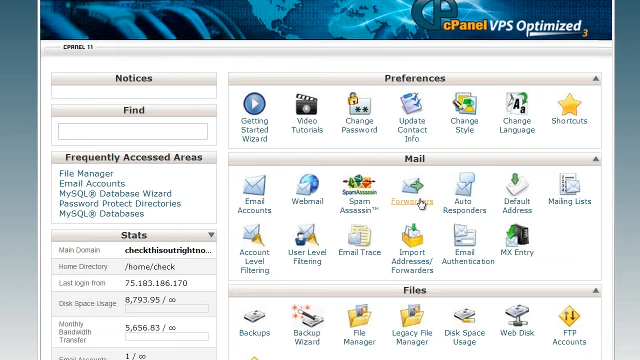 cPanel VPS Optimized 3
CPANEL 11
Notices
Find
Frequently Accessed Areas
File Manager
Email Accounts
MySQL® Database Wizard
Password Protect Directories
MySQL® Databases
Stats
Main Domain checkthisoutrightno...
Home Directory /home/check
Last login from 75.183.186.170
Disk Space Usage 8,793.95 / ∞
Monthly Bandwidth Transfer 5,656.83 / ∞
Email Accounts 1 / ∞
Preferences
Getting Started Wizard
Video Tutorials
Change Password
Update Contact Info
Change Style
Change Language
Shortcuts
Mail
Email Accounts
Webmail
SpamAssassin
Spam Assassin™
Forwarders
Auto Responders
Default Address
Mailing Lists
Account Level Filtering
User Level Filtering
Email Trace
Import Addresses/ Forwarders
Email Authentication
MX Entry
Files
Backups
Backup Wizard
File Manager
Legacy File Manager
Disk Space Usage
Web Disk
FTP Accounts